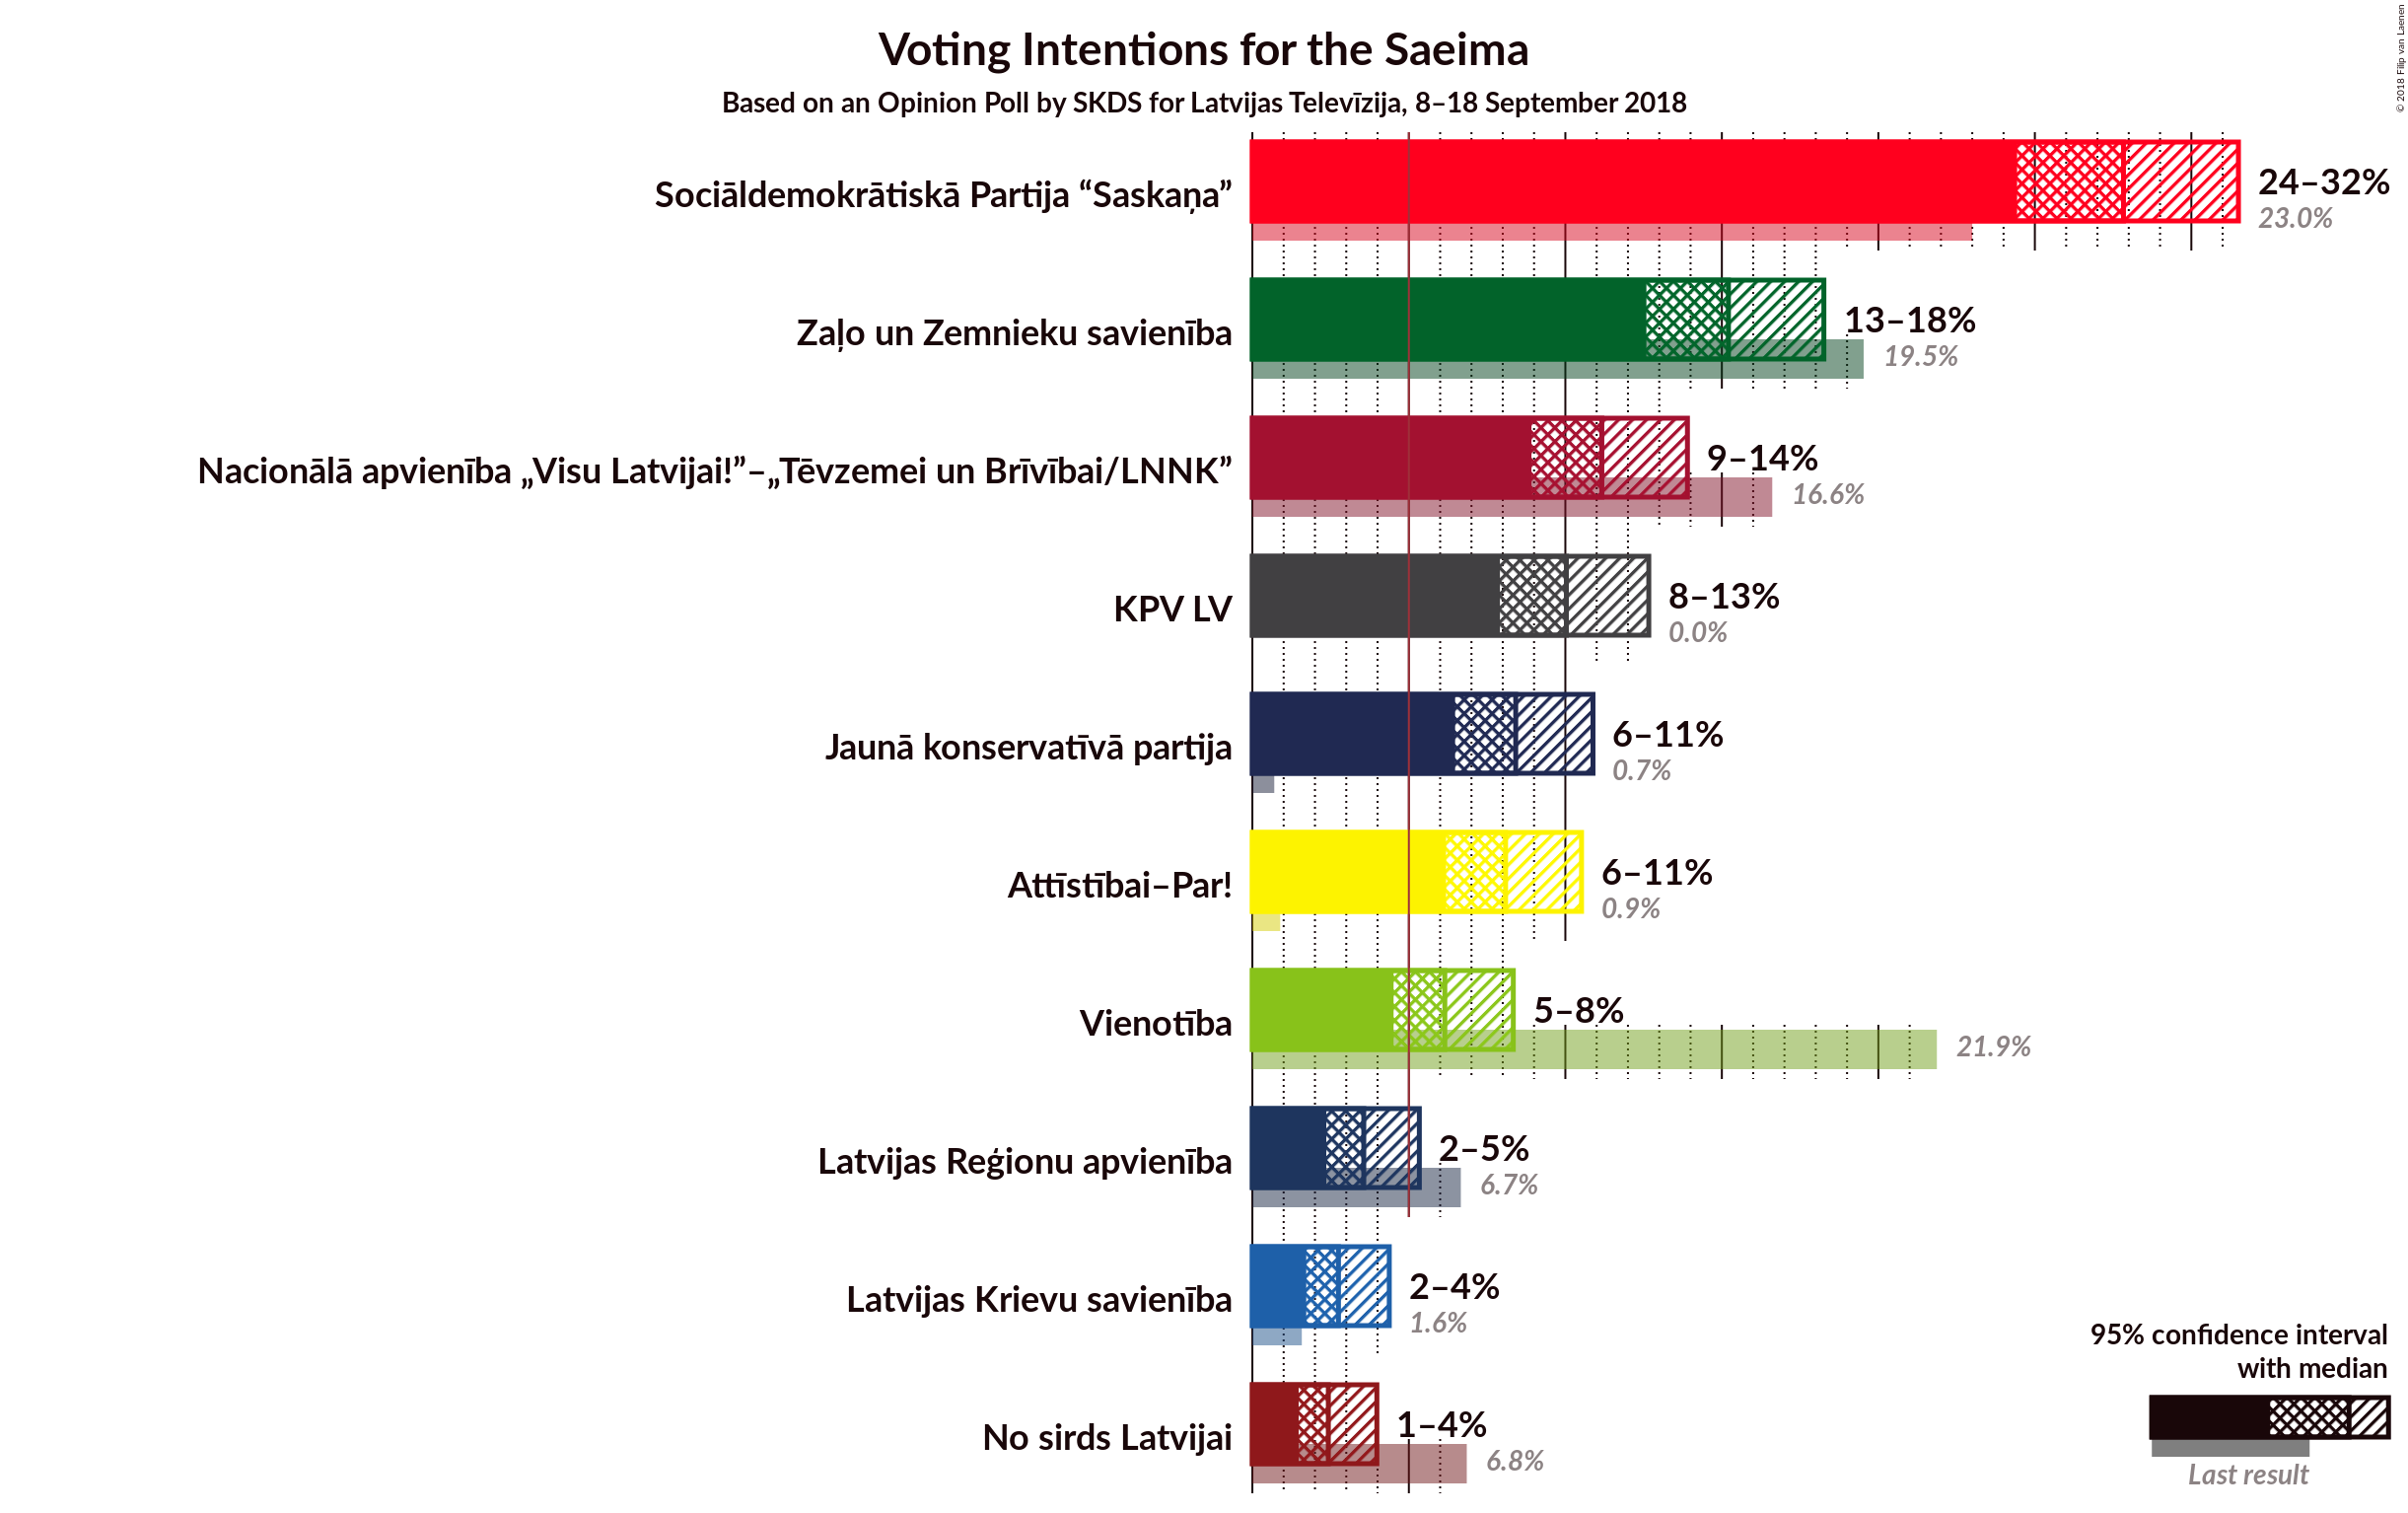 Voting Intentions for the Saeima
Based on an Opinion Poll by SKDS for Latvijas Televīzija, 8–18 September 2018
© 2018 Filip van Laenen
Sociāldemokrātiskā Partija “Saskaņa”
24–32%
23.0%
Zaļo un Zemnieku savienība
13–18%
19.5%
Nacionālā apvienība „Visu Latvijai!”–„Tēvzemei un Brīvībai/LNNK”
9–14%
16.6%
KPV LV
8–13%
0.0%
Jaunā konservatīvā partija
6–11%
0.7%
Attīstībai–Par!
6–11%
0.9%
Vienotība
5–8%
21.9%
Latvijas Reģionu apvienība
2–5%
6.7%
Latvijas Krievu savienība
2–4%
1.6%
No sirds Latvijai
1–4%
6.8%
95% confidence interval
with median
Last result